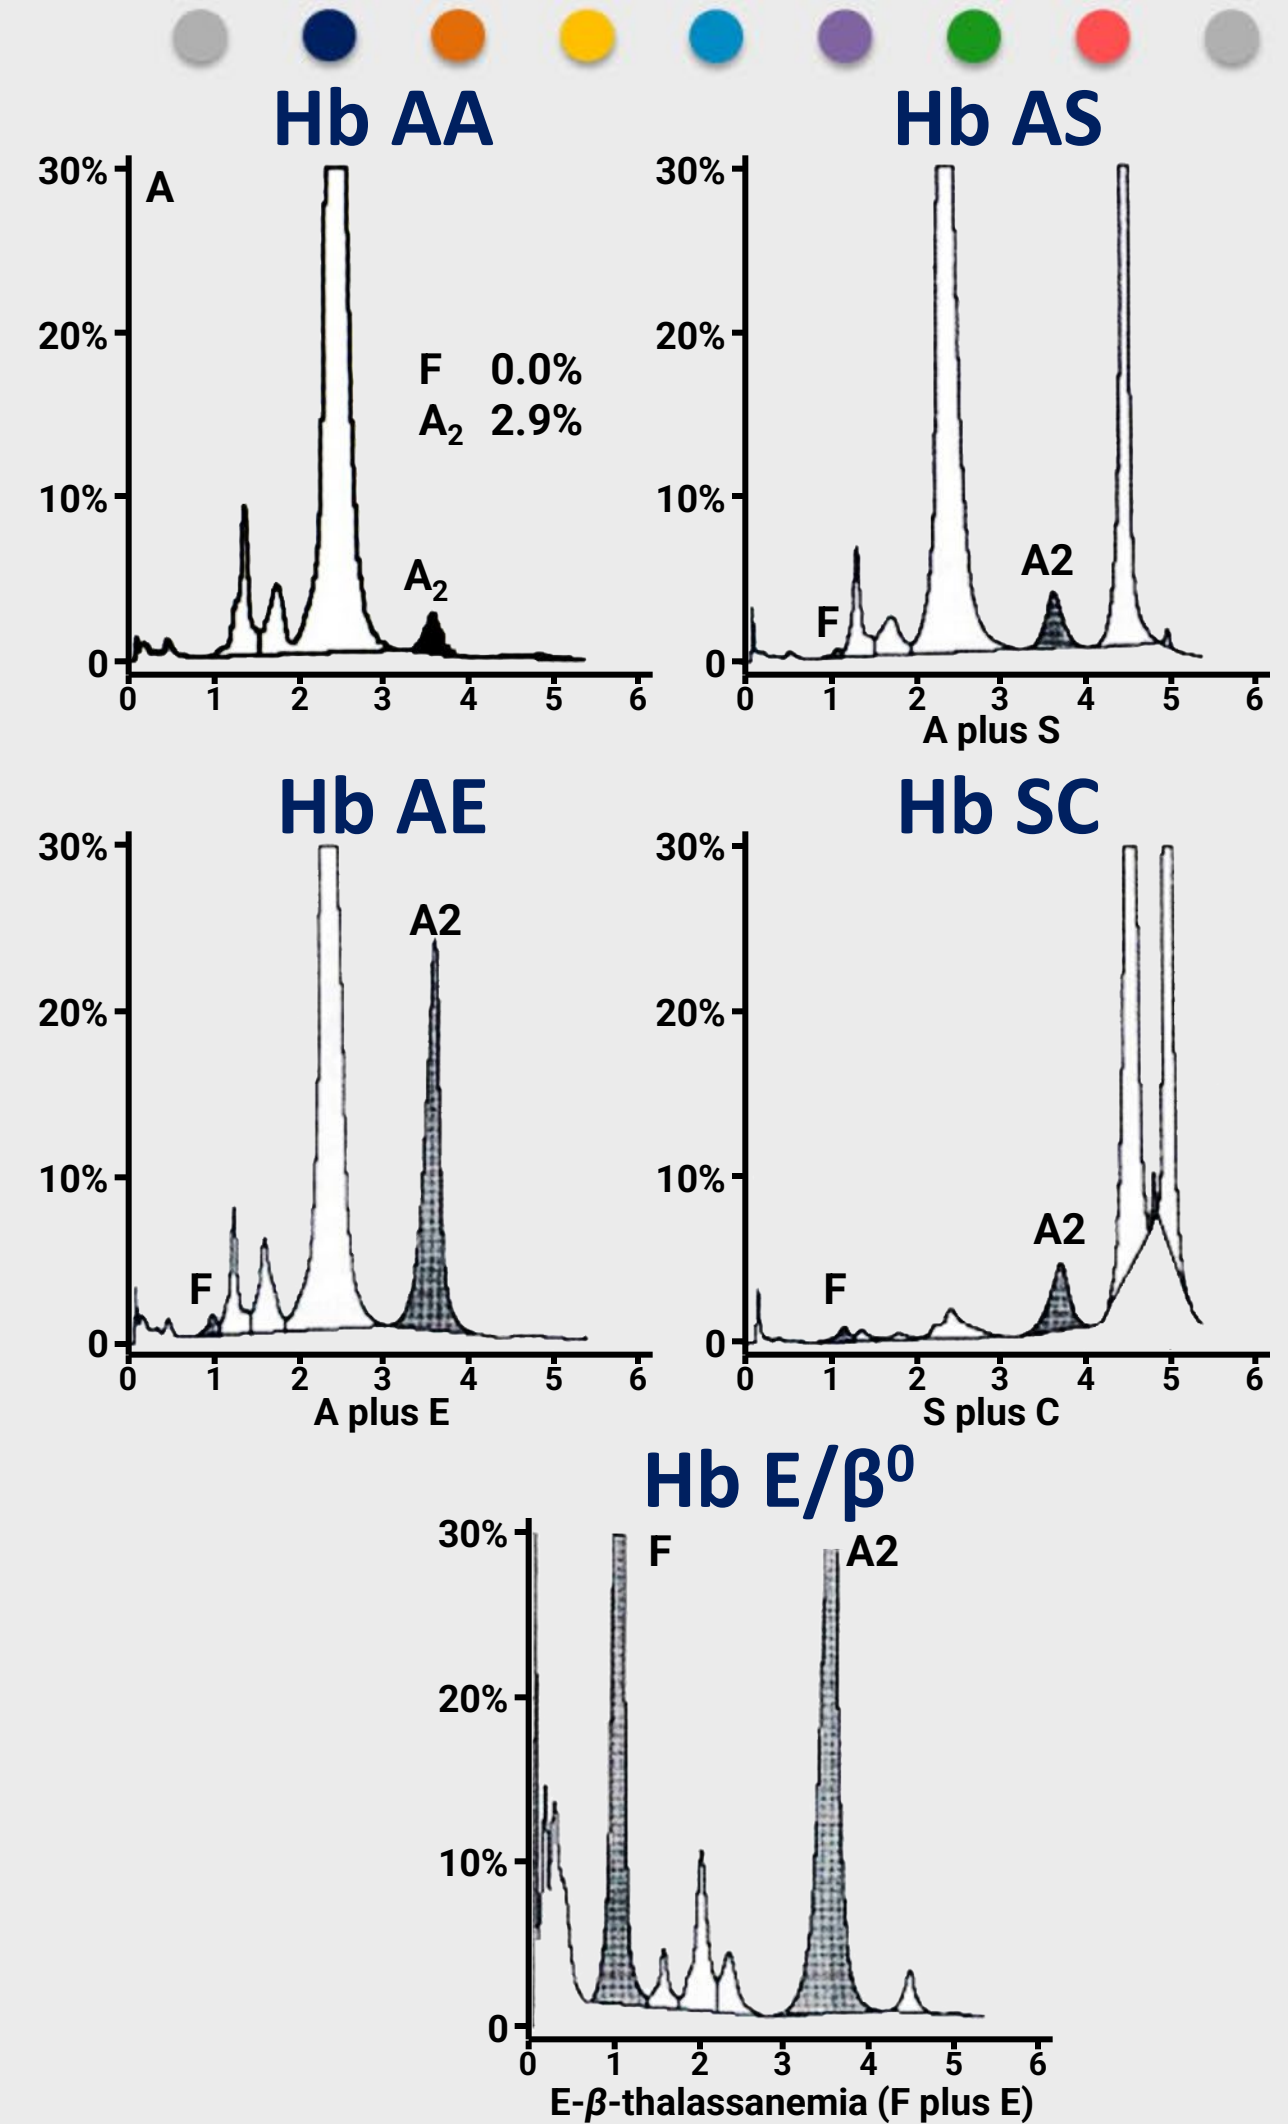 Hb AA
Hb AS
30%
A
20%
F 0.0%
A₂ 2.9%
10%
A₂
0
0 1 2 3 4 5 6
30%
20%
10%
A2
F
0
0 1 2 3 4 5 6
A plus S
Hb AE
Hb SC
30%
A2
20%
10%
F
0
0 1 2 3 4 5 6
A plus E
30%
20%
10%
A2
F
0
0 1 2 3 4 5 6
S plus C
Hb E/β⁰
30%
F
A2
20%
10%
0
0 1 2 3 4 5 6
E-β-thalassanemia (F plus E)